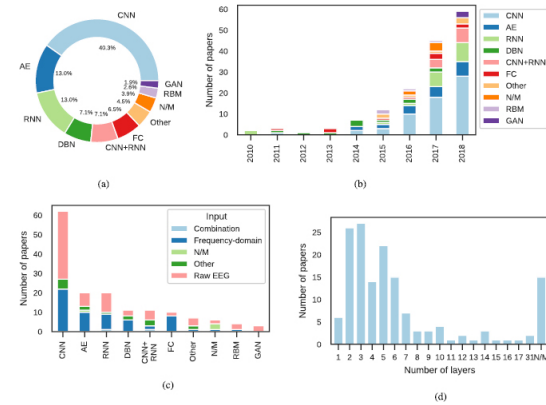 CNN
40.3%
AE
13.0%
RNN
13.0%
DBN
7.1%
CNN+RNN
7.1%
FC
6.5%
Other
4.5%
N/M
3.9%
RBM
2.6%
GAN
1.9%
(a)
Number of papers
60
50
40
30
20
10
0
2010 2011 2012 2013 2014 2015 2016 2017 2018
CNN
AE
RNN
DBN
CNN+RNN
FC
Other
N/M
RBM
GAN
(b)
Number of papers
60
50
40
30
20
10
0
CNN AE RNN DBN CNN+ RNN FC Other N/M RBM GAN
Input
Combination
Frequency-domain
N/M
Other
Raw EEG
(c)
Number of papers
25
20
15
10
5
0
1 2 3 4 5 6 7 8 9 10 11 12 13 14 15 16 17 31 N/M
Number of layers
(d)